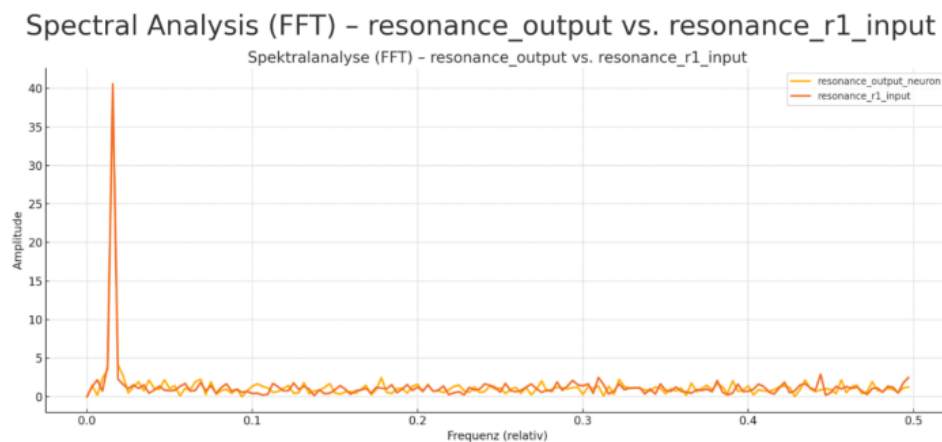 Spectral Analysis (FFT) – resonance_output vs. resonance_r1_input
Spektralanalyse (FFT) – resonance_output vs. resonance_r1_input
resonance_output_neuron
resonance_r1_input
Amplitude
40
35
30
25
20
15
10
5
0
0.0
0.1
0.2
0.3
0.4
0.5
Frequenz (relativ)